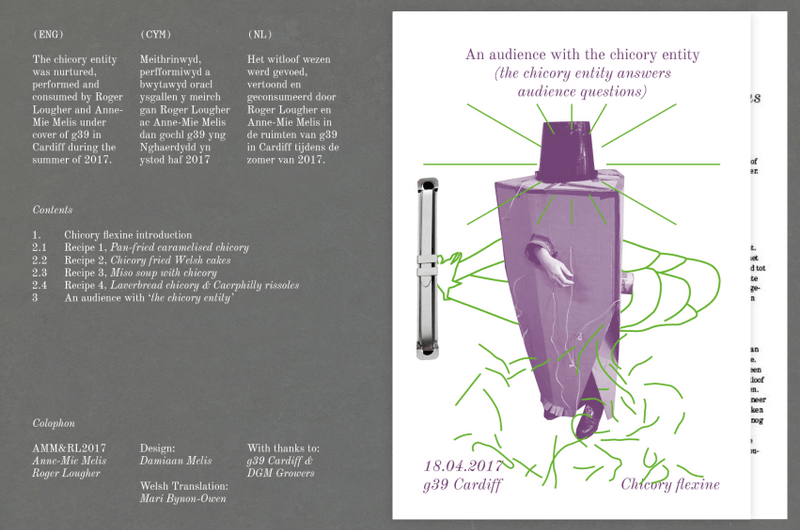 (ENG)
The chicory entity
was nurtured,
performed and
consumed by Roger
Lougher and Anne-
Mie Melis under
cover of g39 in
Cardiff during the
summer of 2017.
(CYM)
Meithrinwyd,
perfformiwyd a
bwytawyd oracl
ysgallen y meirch
gan Roger Lougher
ac Anne-Mie Melis
dan gochl g39 yng
Nghaerdydd yn
ystod haf 2017
(NL)
Het witloof wezen
werd gevoed,
vertoond en
geconsumeerd door
Roger Lougher en
Anne-Mie Melis in
de ruimten van g39
in Cardiff tijdens de
zomer van 2017.
Contents
1. Chicory flexine introduction
2.1 Recipe 1, Pan-fried caramelised chicory
2.2 Recipe 2, Chicory fried Welsh cakes
2.3 Recipe 3, Miso soup with chicory
2.4 Recipe 4, Laverbread chicory & Caerphilly rissoles
3 An audience with ‘the chicory entity’
Colophon
AMM&RL2017
Anne-Mie Melis
Roger Lougher
Design:
Damiaan Melis
Welsh Translation:
Mari Bynon-Owen
With thanks to:
g39 Cardiff &
DGM Growers
An audience with the chicory entity
(the chicory entity answers
audience questions)
18.04.2017
g39 Cardiff
Chicory flexine